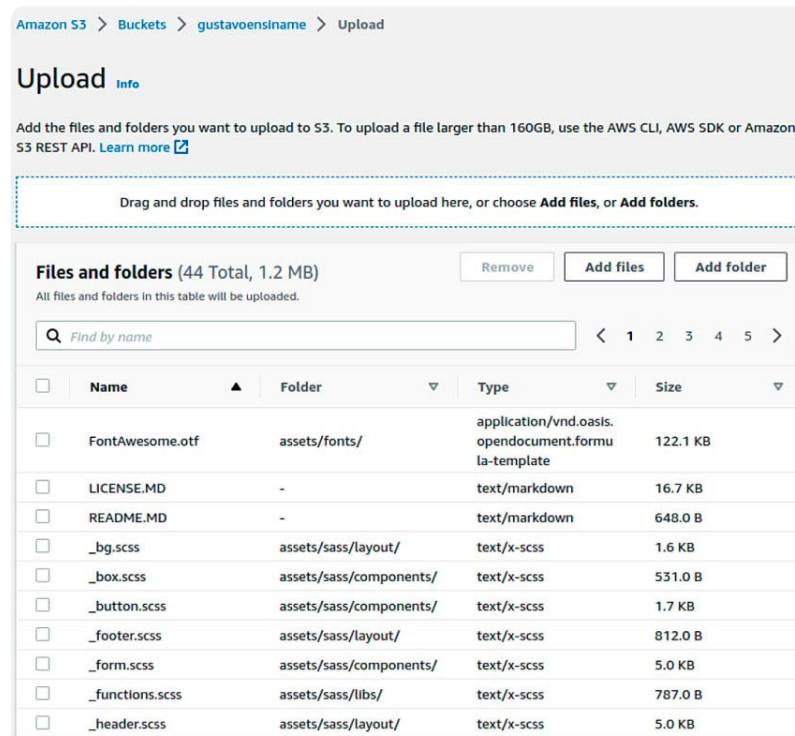 Amazon S3 > Buckets > gustavoensiname > Upload
Upload Info
Add the files and folders you want to upload to S3. To upload a file larger than 160GB, use the AWS CLI, AWS SDK or Amazon
S3 REST API. Learn more
Drag and drop files and folders you want to upload here, or choose Add files, or Add folders.
Files and folders (44 Total, 1.2 MB) Remove Add files Add folder
All files and folders in this table will be uploaded.
Find by name < 1 2 3 4 5 >
Name Folder Type Size
FontAwesome.otf assets/fonts/ application/vnd.oasis.opendocument.formula-template 122.1 KB
LICENSE.MD - text/markdown 16.7 KB
README.MD - text/markdown 648.0 B
_bg.scss assets/sass/layout/ text/x-scss 1.6 KB
_box.scss assets/sass/components/ text/x-scss 531.0 B
_button.scss assets/sass/components/ text/x-scss 1.7 KB
_footer.scss assets/sass/layout/ text/x-scss 812.0 B
_form.scss assets/sass/components/ text/x-scss 5.0 KB
_functions.scss assets/sass/libs/ text/x-scss 787.0 B
_header.scss assets/sass/layout/ text/x-scss 5.0 KB